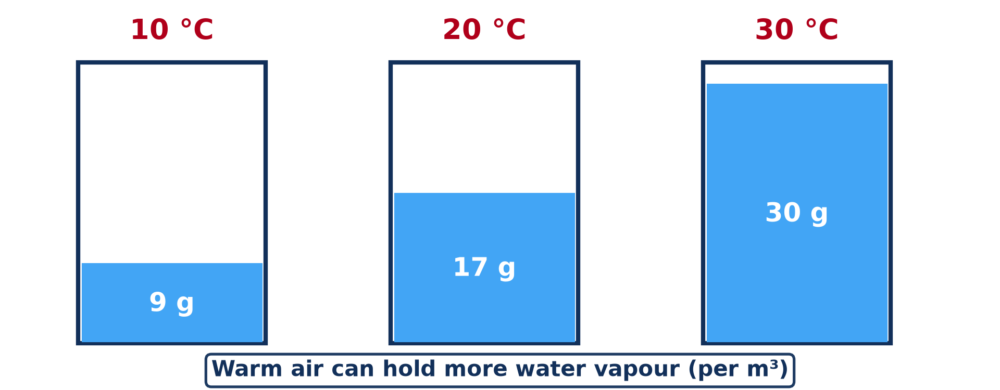 10 °C 20 °C 30 °C
9 g 17 g 30 g
Warm air can hold more water vapour (per m³)